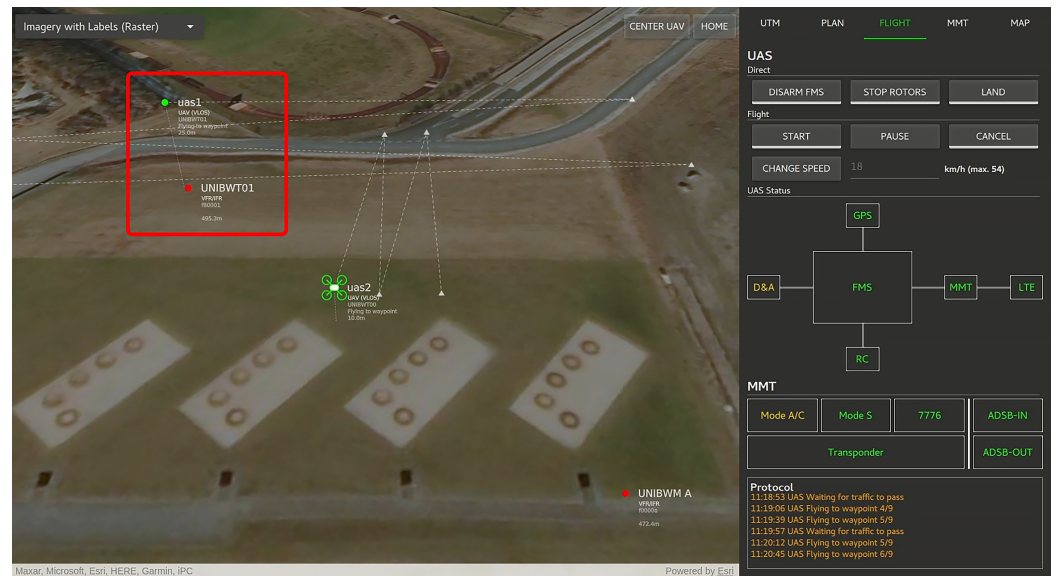 Imagery with Labels (Raster)
CENTER UAV
HOME
uas1
UAV (VLOS)
UNIBWT01
Flying to waypoint
25.0m
UNIBWT01
VFR/IFR
f80001
495.3m
uas2
UAV (VLOS)
UNIBWT00
Flying to waypoint
10.0m
UNIBWM A
VFR/IFR
472.4m
Maxar, Microsoft, Esri, HERE, Garmin, iPC
Powered by Esri
UTM
PLAN
FLIGHT
MMT
MAP
UAS
Direct
DISARM FMS
STOP ROTORS
LAND
Flight
START
PAUSE
CANCEL
CHANGE SPEED
18
km/h (max. 54)
UAS Status
GPS
D&A
FMS
MMT
LTE
RC
MMT
Mode A/C
Mode S
7776
ADSB-IN
Transponder
ADSB-OUT
Protocol
11:18:53 UAS Waiting for traffic to pass
11:19:06 UAS Flying to waypoint 4/9
11:19:39 UAS Flying to waypoint 5/9
11:19:57 UAS Waiting for traffic to pass
11:20:12 UAS Flying to waypoint 5/9
11:20:45 UAS Flying to waypoint 6/9